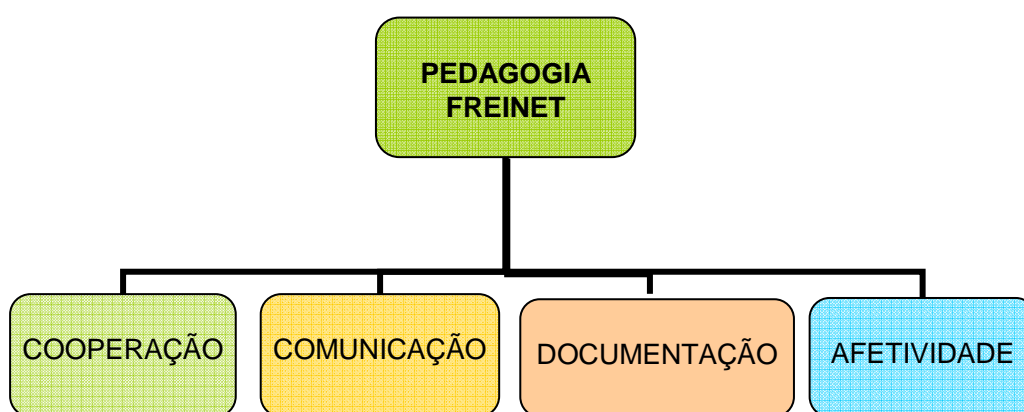 PEDAGOGIA
FREINET
COOPERAÇÃO
COMUNICAÇÃO
DOCUMENTAÇÃO
AFETIVIDADE